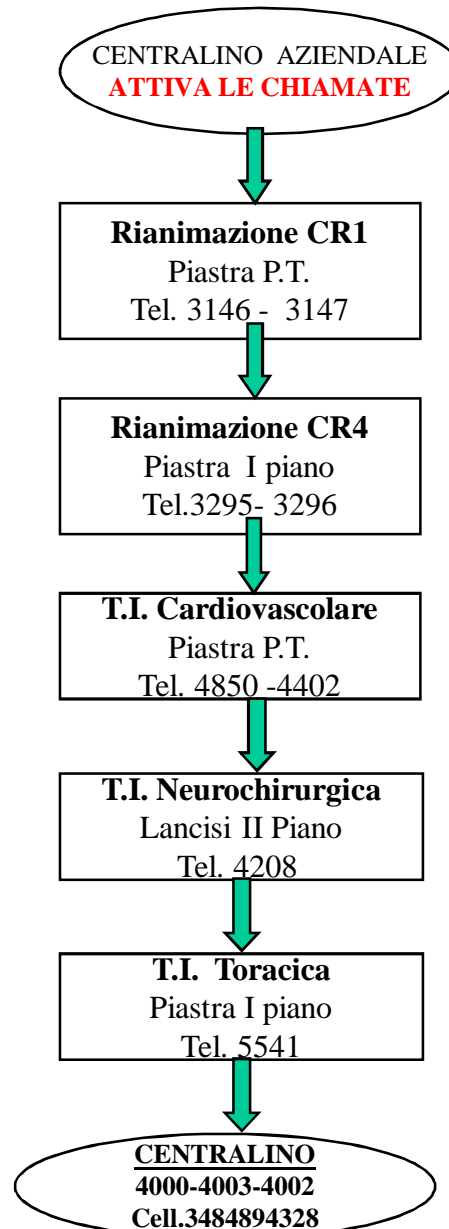 CENTRALINO AZIENDALE
ATTIVA LE CHIAMATE
Rianimazione CR1
Piastra P.T.
Tel. 3146 - 3147
Rianimazione CR4
Piastra I piano
Tel.3295- 3296
T.I. Cardiovascolare
Piastra P.T.
Tel. 4850 -4402
T.I. Neurochirurgica
Lancisi II Piano
Tel. 4208
T.I. Toracica
Piastra I piano
Tel. 5541
CENTRALINO
4000-4003-4002
Cell.3484894328